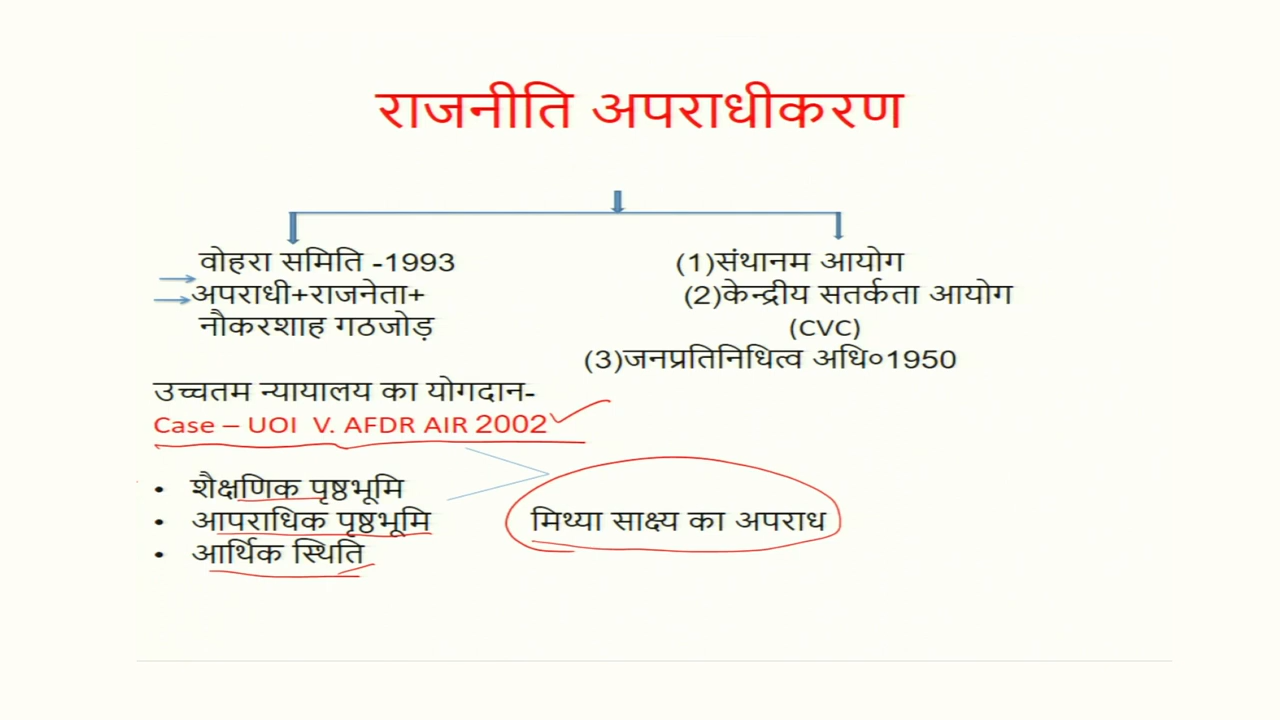 राजनीति अपराधीकरण
वोहरा समिति -1993
अपराधी+राजनेता+
नौकरशाह गठजोड़
(1)संथानम आयोग
(2)केन्द्रीय सतर्कता आयोग
(CVC)
(3)जनप्रतिनिधित्व अधि०1950
उच्चतम न्यायालय का योगदान-
Case – UOI V. AFDR AIR 2002
• शैक्षणिक पृष्ठभूमि
• आपराधिक पृष्ठभूमि
• आर्थिक स्थिति
मिथ्या साक्ष्य का अपराध